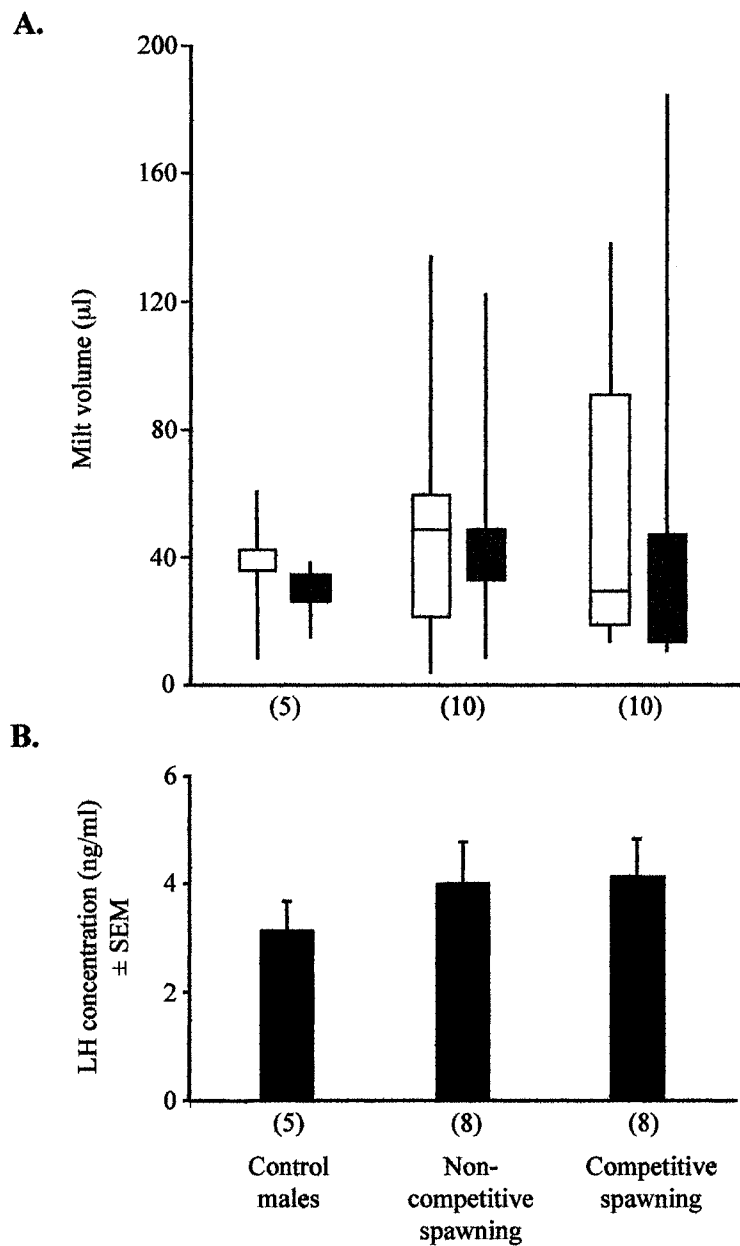 A.
200
160
120
80
40
0
Milt volume (µl)
(5) (10) (10)
B.
6
4
2
0
LH concentration (ng/ml)
± SEM
(5) (8) (8)
Control males
Non-competitive spawning
Competitive spawning